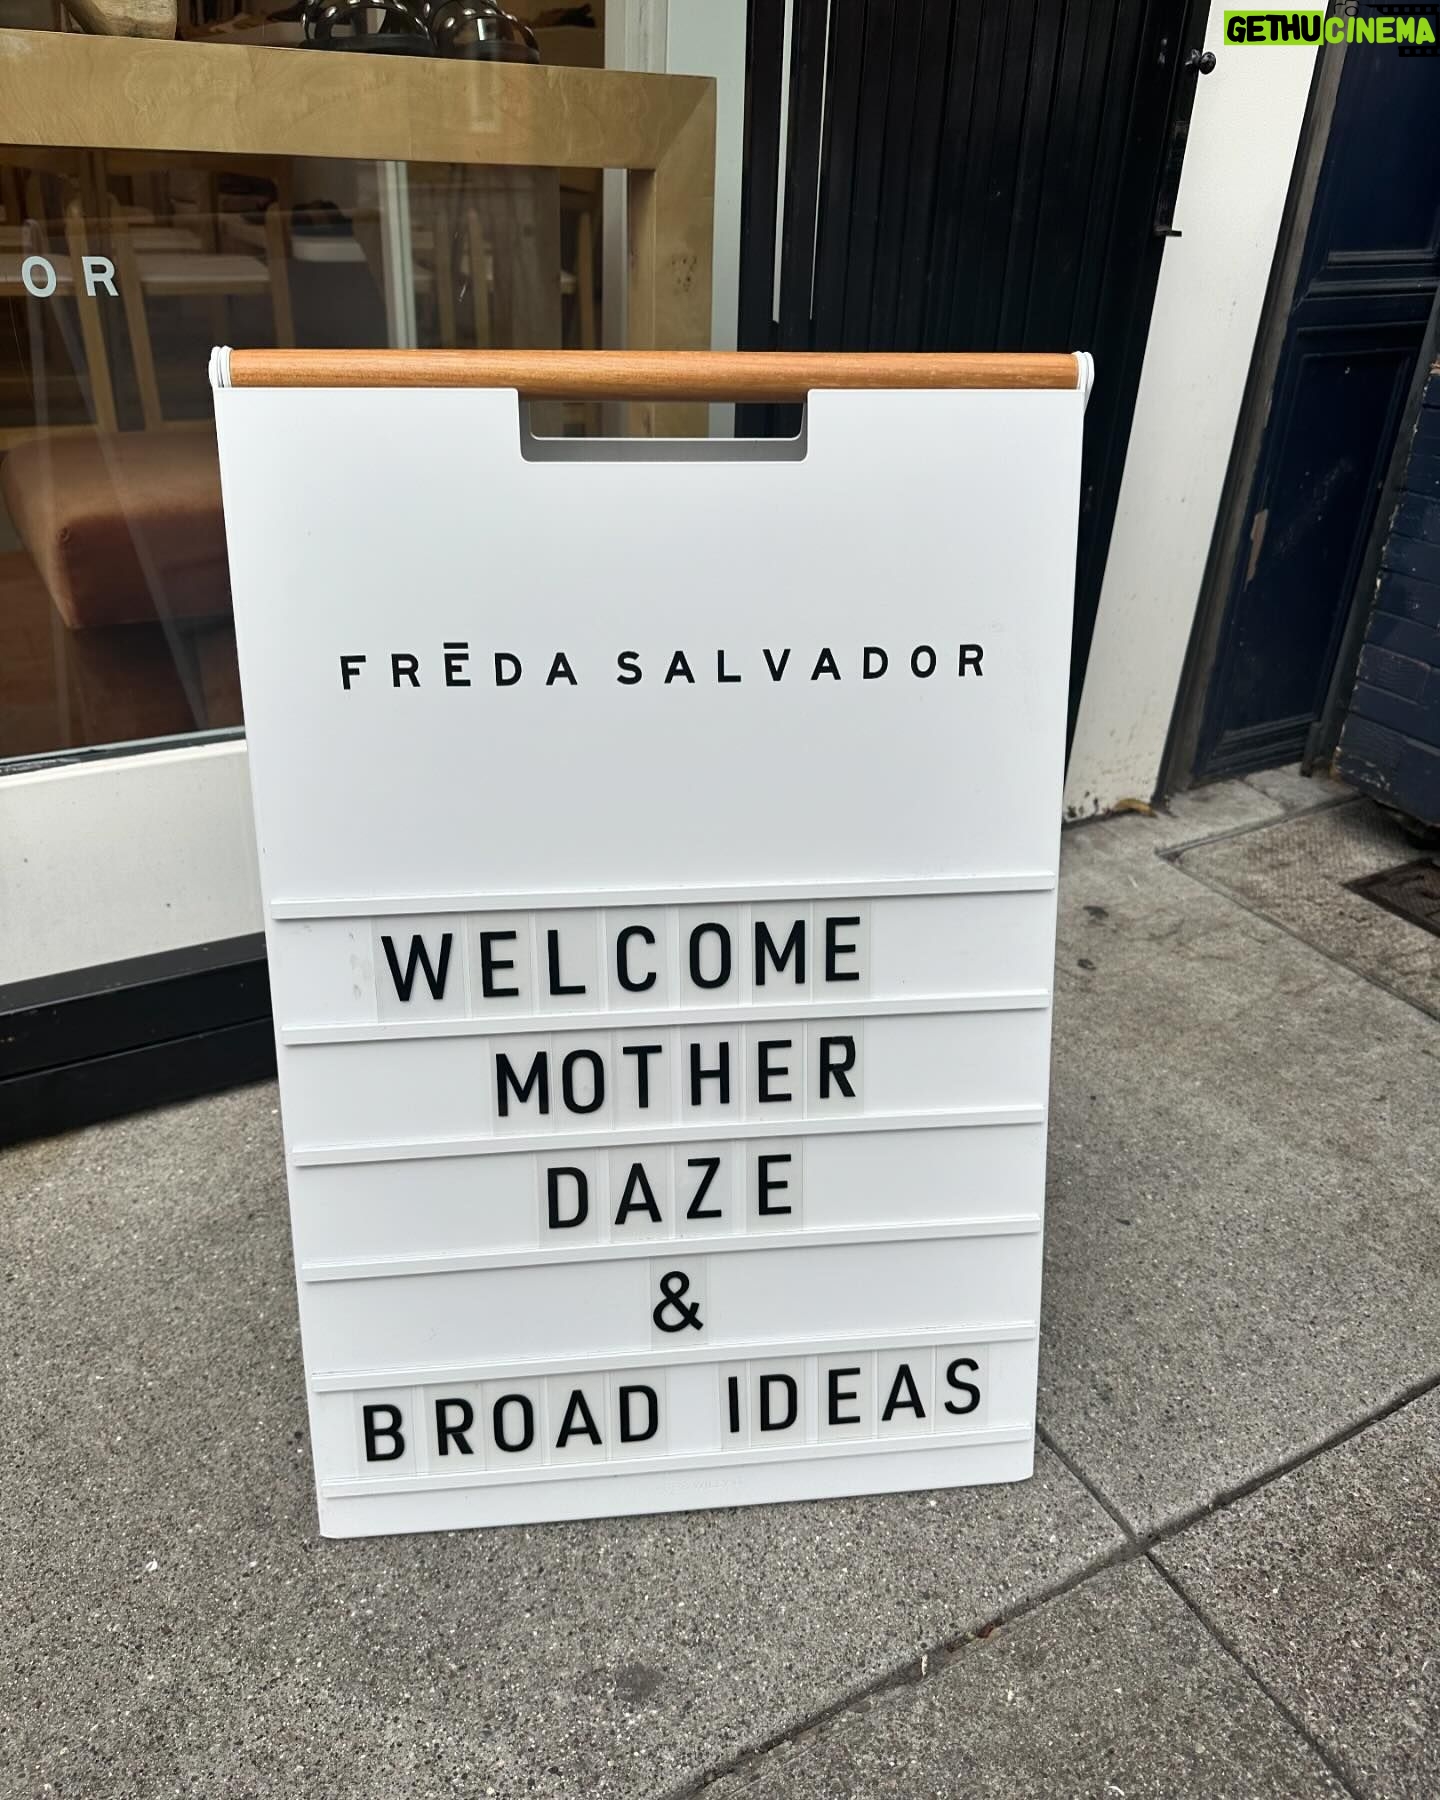 GETHUCINEMA
OR
FRĒDA SALVADOR
WELCOME
MOTHER
DAZE
&
BROAD IDEAS